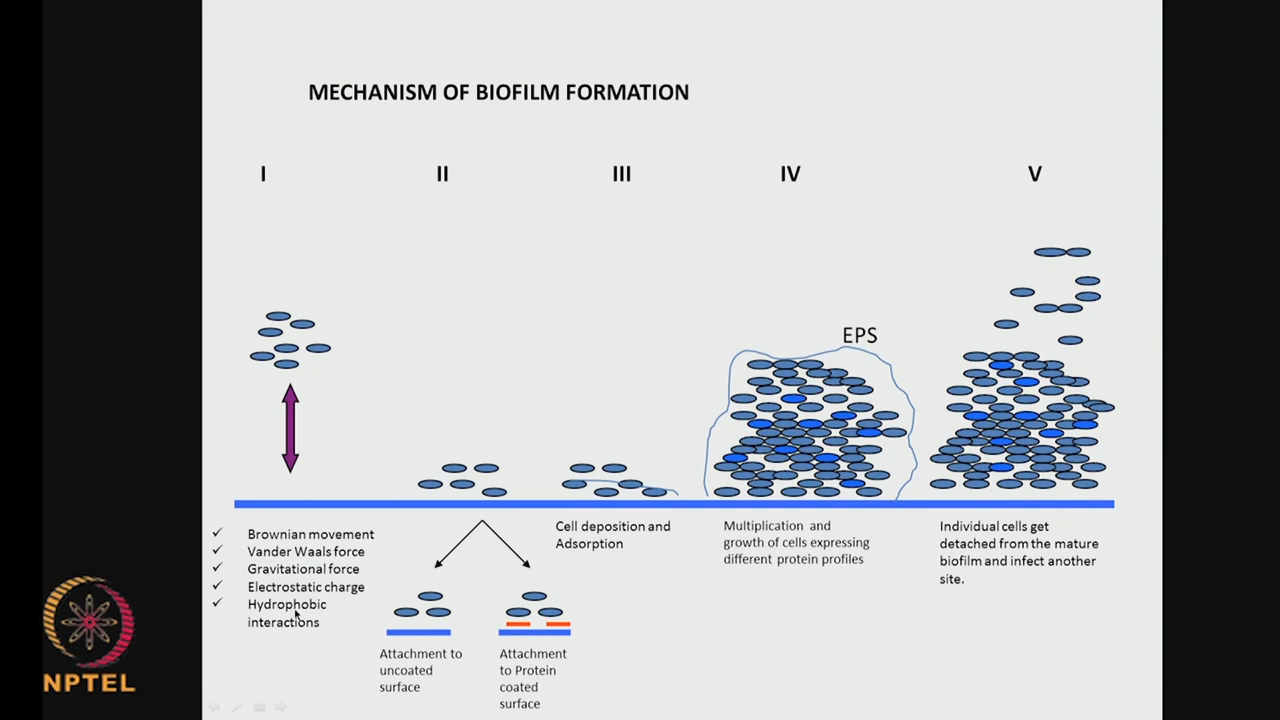 MECHANISM OF BIOFILM FORMATION
I II III IV V
EPS
Brownian movement
Vander Waals force
Gravitational force
Electrostatic charge
Hydrophobic
interactions
Attachment to
uncoated
surface
Attachment
to Protein
coated
surface
Cell deposition and
Adsorption
Multiplication and
growth of cells expressing
different protein profiles
Individual cells get
detached from the mature
biofilm and infect another
site.
NPTEL